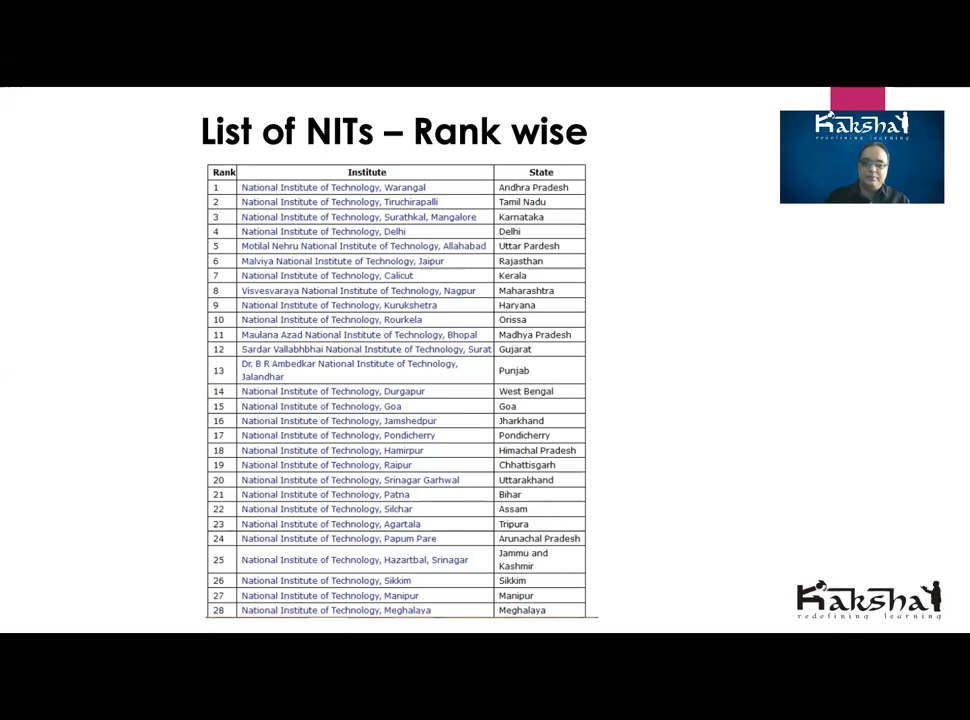 List of NITs – Rank wise
Kakshai
redefining learning
Rank Institute State
1 National Institute of Technology, Warangal Andhra Pradesh
2 National Institute of Technology, Tiruchirapalli Tamil Nadu
3 National Institute of Technology, Surathkal, Mangalore Karnataka
4 National Institute of Technology, Delhi Delhi
5 Motilal Nehru National Institute of Technology, Allahabad Uttar Pardesh
6 Malviya National Institute of Technology, Jaipur Rajasthan
7 National Institute of Technology, Calicut Kerala
8 Visvesvaraya National Institute of Technology, Nagpur Maharashtra
9 National Institute of Technology, Kurukshetra Haryana
10 National Institute of Technology, Rourkela Orissa
11 Maulana Azad National Institute of Technology, Bhopal Madhya Pradesh
12 Sardar Vallabhbhai National Institute of Technology, Surat Gujarat
13 Dr. B R Ambedkar National Institute of Technology,
Jalandhar Punjab
14 National Institute of Technology, Durgapur West Bengal
15 National Institute of Technology, Goa Goa
16 National Institute of Technology, Jamshedpur Jharkhand
17 National Institute of Technology, Pondicherry Pondicherry
18 National Institute of Technology, Hamirpur Himachal Pradesh
19 National Institute of Technology, Raipur Chhattisgarh
20 National Institute of Technology, Srinagar Garhwal Uttarakhand
21 National Institute of Technology, Patna Bihar
22 National Institute of Technology, Silchar Assam
23 National Institute of Technology, Agartala Tripura
24 National Institute of Technology, Papum Pare Arunachal Pradesh
25 National Institute of Technology, Hazartbal, Srinagar Jammu and
Kashmir
26 National Institute of Technology, Sikkim Sikkim
27 National Institute of Technology, Manipur Manipur
28 National Institute of Technology, Meghalaya Meghalaya
Kakshai
redefining learning